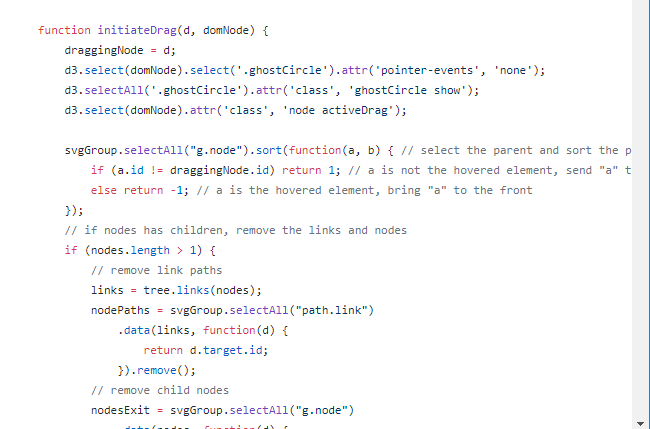 function initiateDrag(d, domNode) {
draggingNode = d;
d3.select(domNode).select('.ghostCircle').attr('pointer-events', 'none');
d3.selectAll('.ghostCircle').attr('class', 'ghostCircle show');
d3.select(domNode).attr('class', 'node activeDrag');
svgGroup.selectAll("g.node").sort(function(a, b) { // select the parent and sort the p
if (a.id != draggingNode.id) return 1; // a is not the hovered element, send "a" t
else return -1; // a is the hovered element, bring "a" to the front
});
// if nodes has children, remove the links and nodes
if (nodes.length > 1) {
// remove link paths
links = tree.links(nodes);
nodePaths = svgGroup.selectAll("path.link")
.data(links, function(d) {
return d.target.id;
}).remove();
// remove child nodes
nodesExit = svgGroup.selectAll("g.node")
.data(nodes, function(d) {